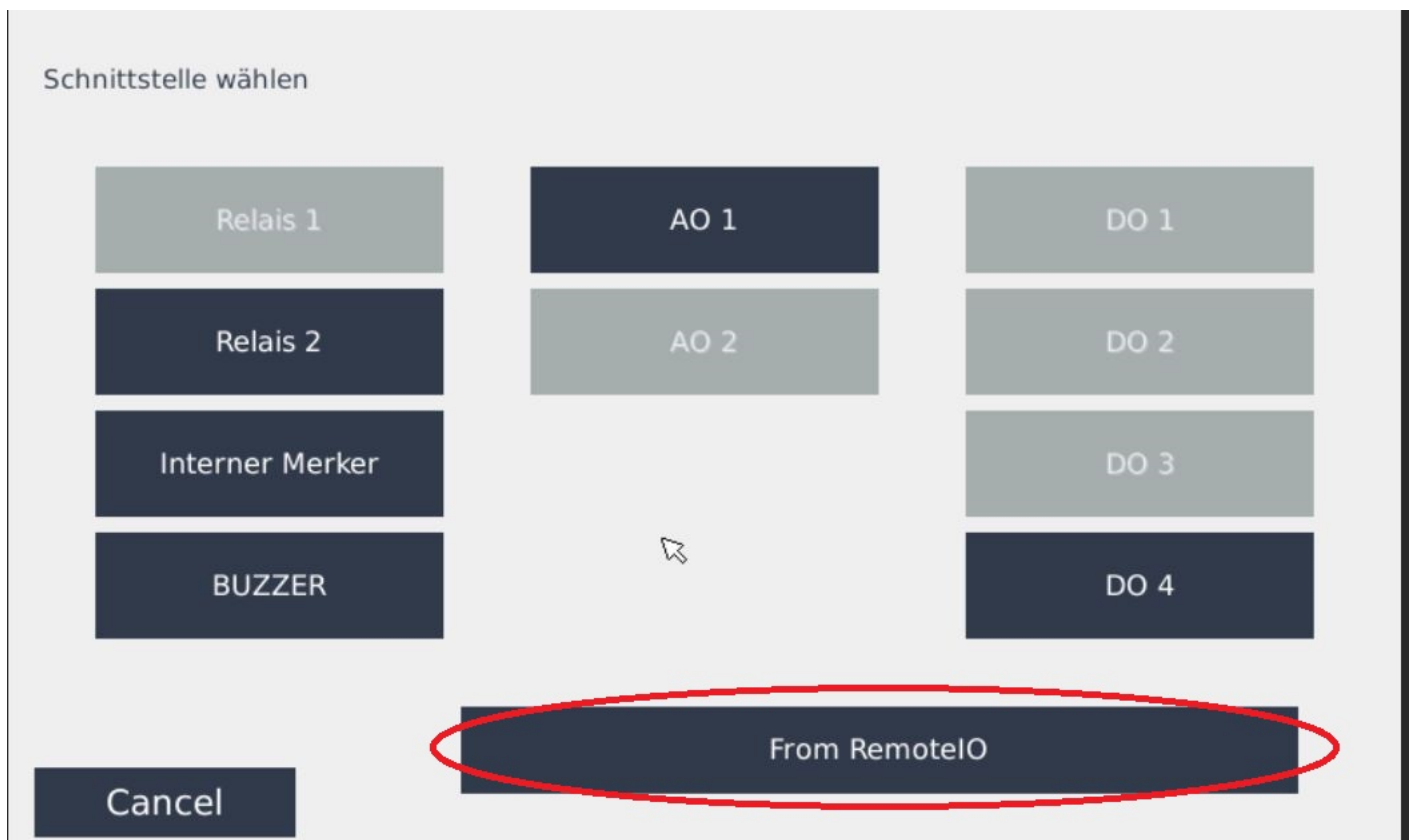 Schnittstelle wählen
Relais 1
AO 1
DO 1
Relais 2
AO 2
DO 2
Interner Merker
DO 3
BUZZER
DO 4
From RemoteIO
Cancel